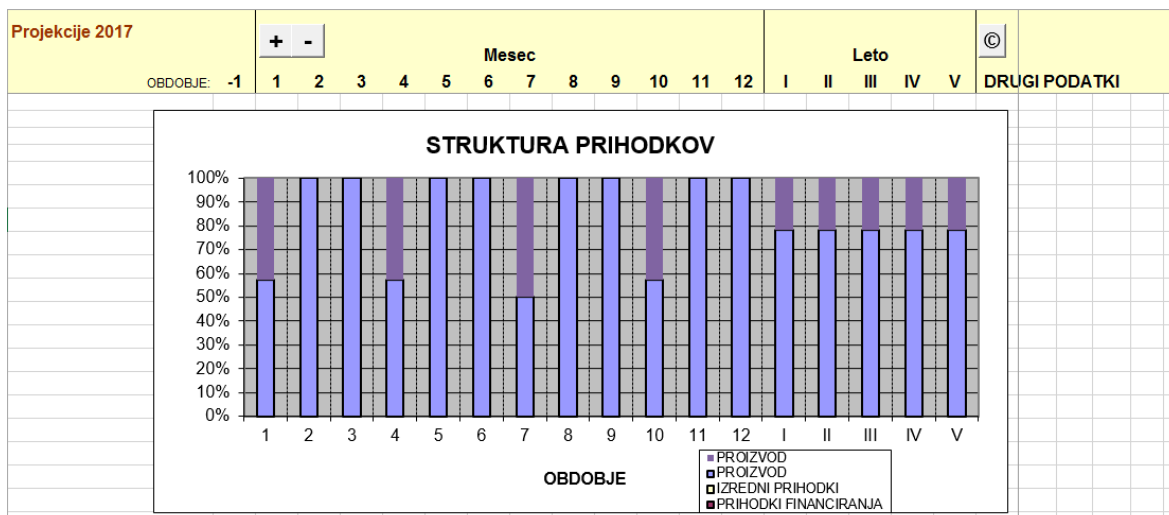 Projekcije 2017
+ -
©
Mesec Leto
OBDOBJE: -1 1 2 3 4 5 6 7 8 9 10 11 12 I II III IV V DRUGI PODATKI
STRUKTURA PRIHODKOV
100%
90%
80%
70%
60%
50%
40%
30%
20%
10%
0%
1 2 3 4 5 6 7 8 9 10 11 12 I II III IV V
OBDOBJE
PROIZVOD
PROIZVOD
IZREDNI PRIHODKI
PRIHODKI FINANCIRANJA